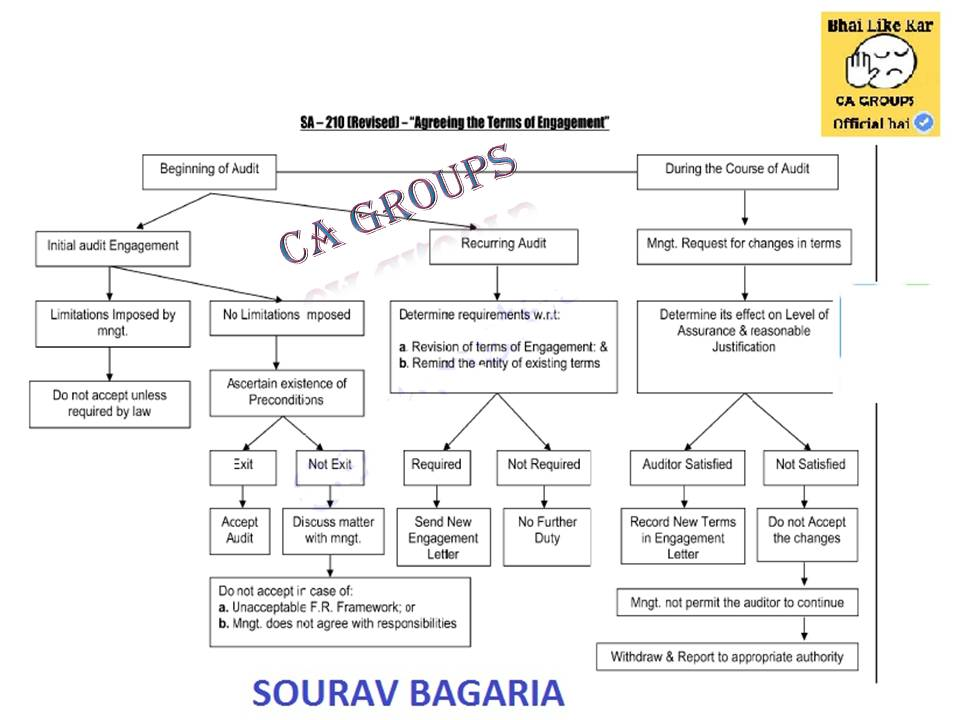 Bhai Like Kar
CA GROUPS
Official hai
SA – 210 (Revised) – “Agreeing the Terms of Engagement”
CA GROUPS
Beginning of Audit
During the Course of Audit
Initial audit Engagement
Recurring Audit
Mngt. Request for changes in terms
Limitations Imposed by
mngt.
No Limitations mposed
Determine requirements w.r.t:
a. Revision of terms of Engagement: &
b. Remind the entity of existing terms
Determine its effect on Level of
Assurance & reasonable
Justification
Do not accept unless
required by law
Ascertain existence of
Preconditions
Exit
Not Exit
Required
Not Required
Auditor Satisfied
Not Satisfied
Accept
Audit
Discuss matter
with mngt.
Send New
Engagement
Letter
No Further
Duty
Record New Terms
in Engagement
Letter
Do not Accept
the changes
Do not accept in case of:
a. Unacceptable F.R. Framework; or
b. Mngt. does not agree with responsibilities
Mngt. not permit the auditor to continue
Withdraw & Report to appropriate authority
SOURAV BAGARIA